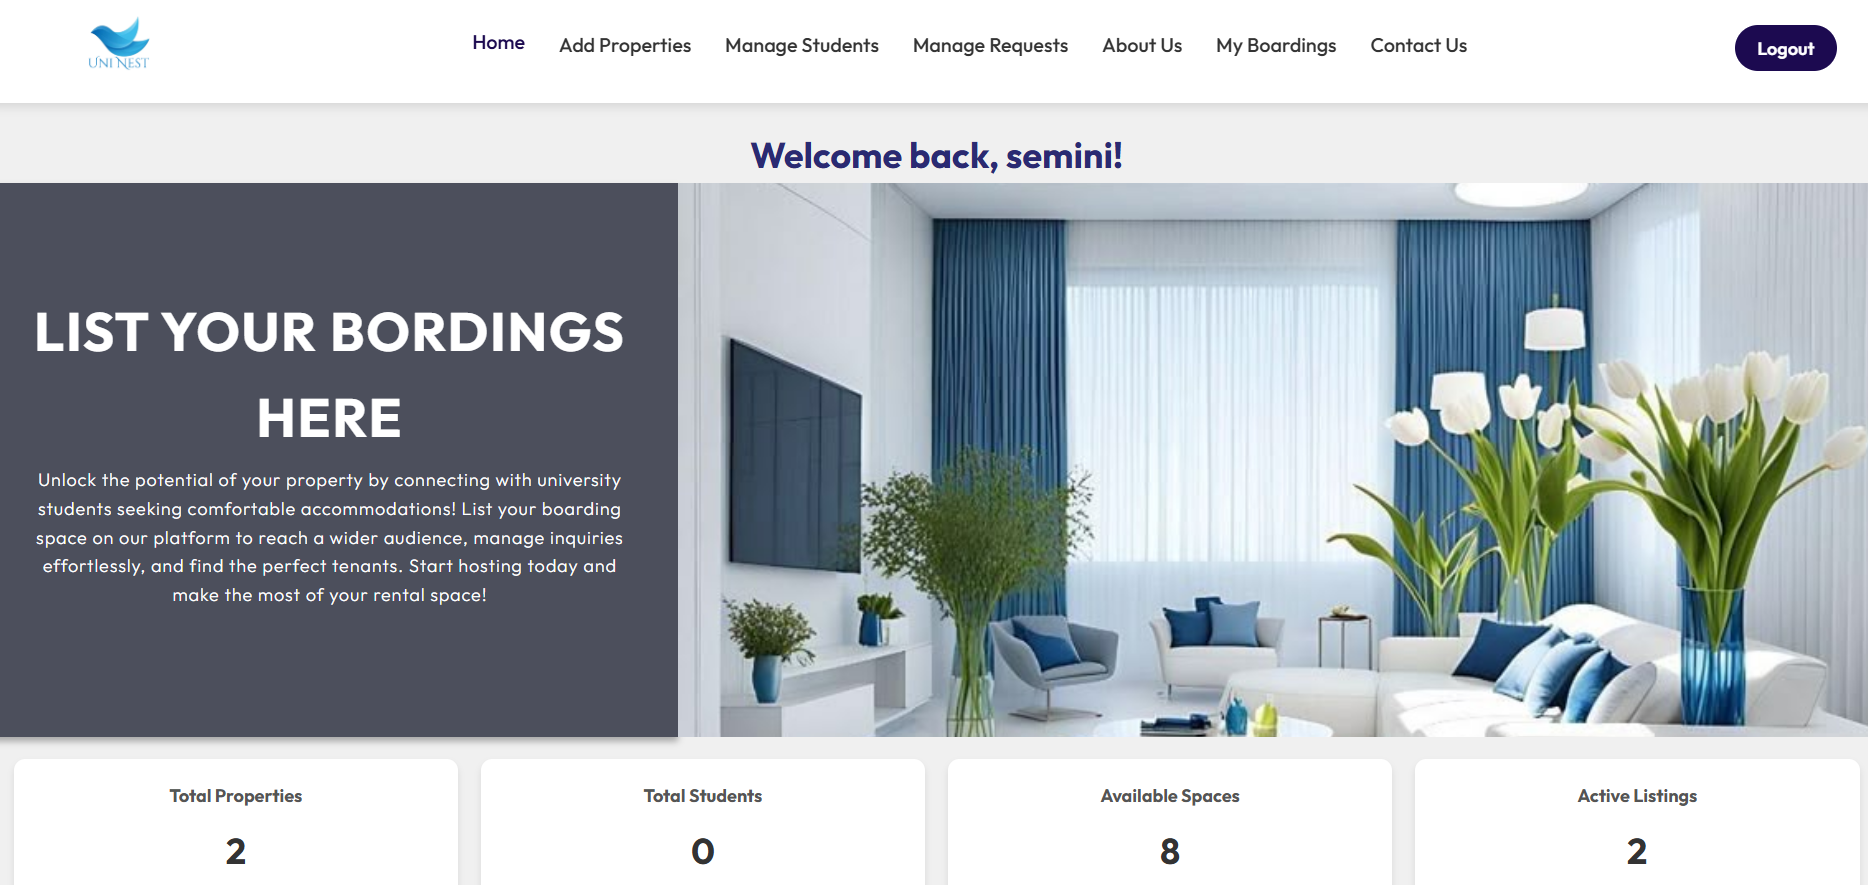 UNI NEST
Home Add Properties Manage Students Manage Requests About Us My Boardings Contact Us Logout
Welcome back, semini!
LIST YOUR BORDINGS
HERE
Unlock the potential of your property by connecting with university
students seeking comfortable accommodations! List your boarding
space on our platform to reach a wider audience, manage inquiries
effortlessly, and find the perfect tenants. Start hosting today and
make the most of your rental space!
Total Properties
2
Total Students
0
Available Spaces
8
Active Listings
2